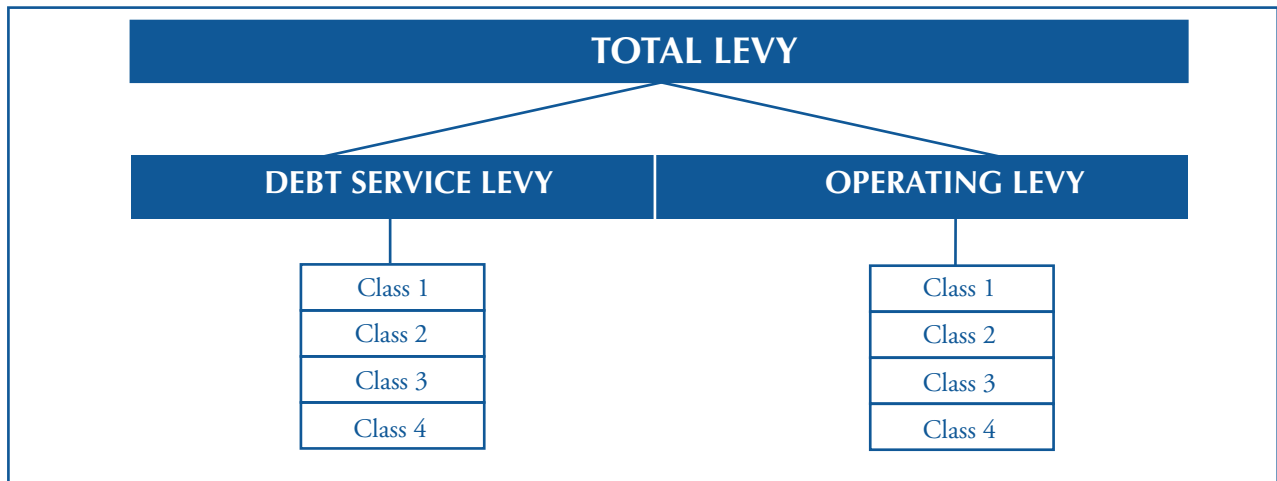 TOTAL LEVY
DEBT SERVICE LEVY
OPERATING LEVY
Class 1
Class 2
Class 3
Class 4
Class 1
Class 2
Class 3
Class 4